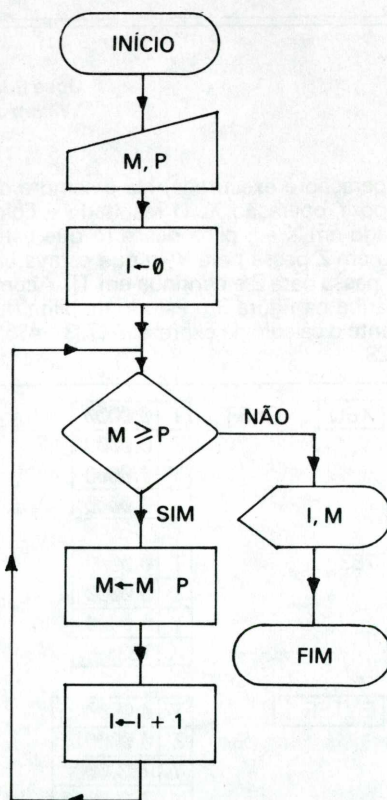 INÍCIO
M, P
I←0
M ⩾ P
NÃO
SIM
I, M
M←M P
FIM
I←I + 1